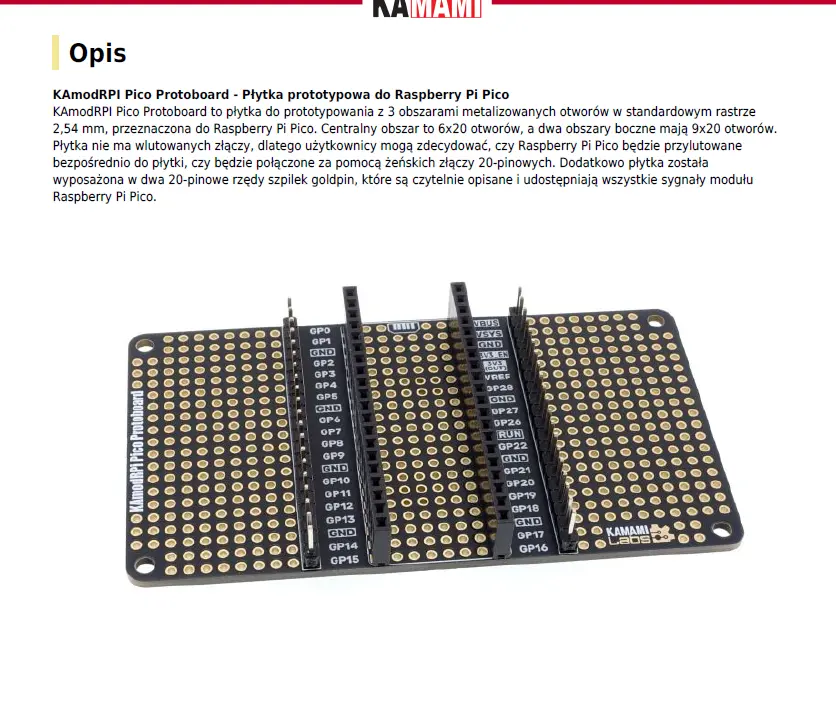 KAMAMI
Opis
KAmodRPI Pico Protoboard - Płytka prototypowa do Raspberry Pi Pico
KAmodRPI Pico Protoboard to płytka do prototypowania z 3 obszarami metalizowanych otworów w standardowym rastrze
2,54 mm, przeznaczona do Raspberry Pi Pico. Centralny obszar to 6x20 otworów, a dwa obszary boczne mają 9x20 otworów.
Płytka nie ma wlutowanych złączy, dlatego użytkownicy mogą zdecydować, czy Raspberry Pi Pico będzie przylutowane
bezpośrednio do płytki, czy będzie połączone za pomocą żeńskich złączy 20-pinowych. Dodatkowo płytka została
wyposażona w dwa 20-pinowe rzędy szpilek goldpin, które są czytelnie opisane i udostępniają wszystkie sygnały modułu
Raspberry Pi Pico.
KAmodRPi Pico Protoboard
GP0
GP1
GND
GP2
GP3
GP4
GP5
GND
GP6
GP7
GP8
GP9
GND
GP10
GP11
GP12
GP13
GND
GP14
GP15
VBUS
VSYS
GND
3V3_EN
3V3
VREF
GP28
GND
GP27
GP26
RUN
GP22
GND
GP21
GP20
GP19
GP18
GND
GP17
GP16
KAMAMI
Labs